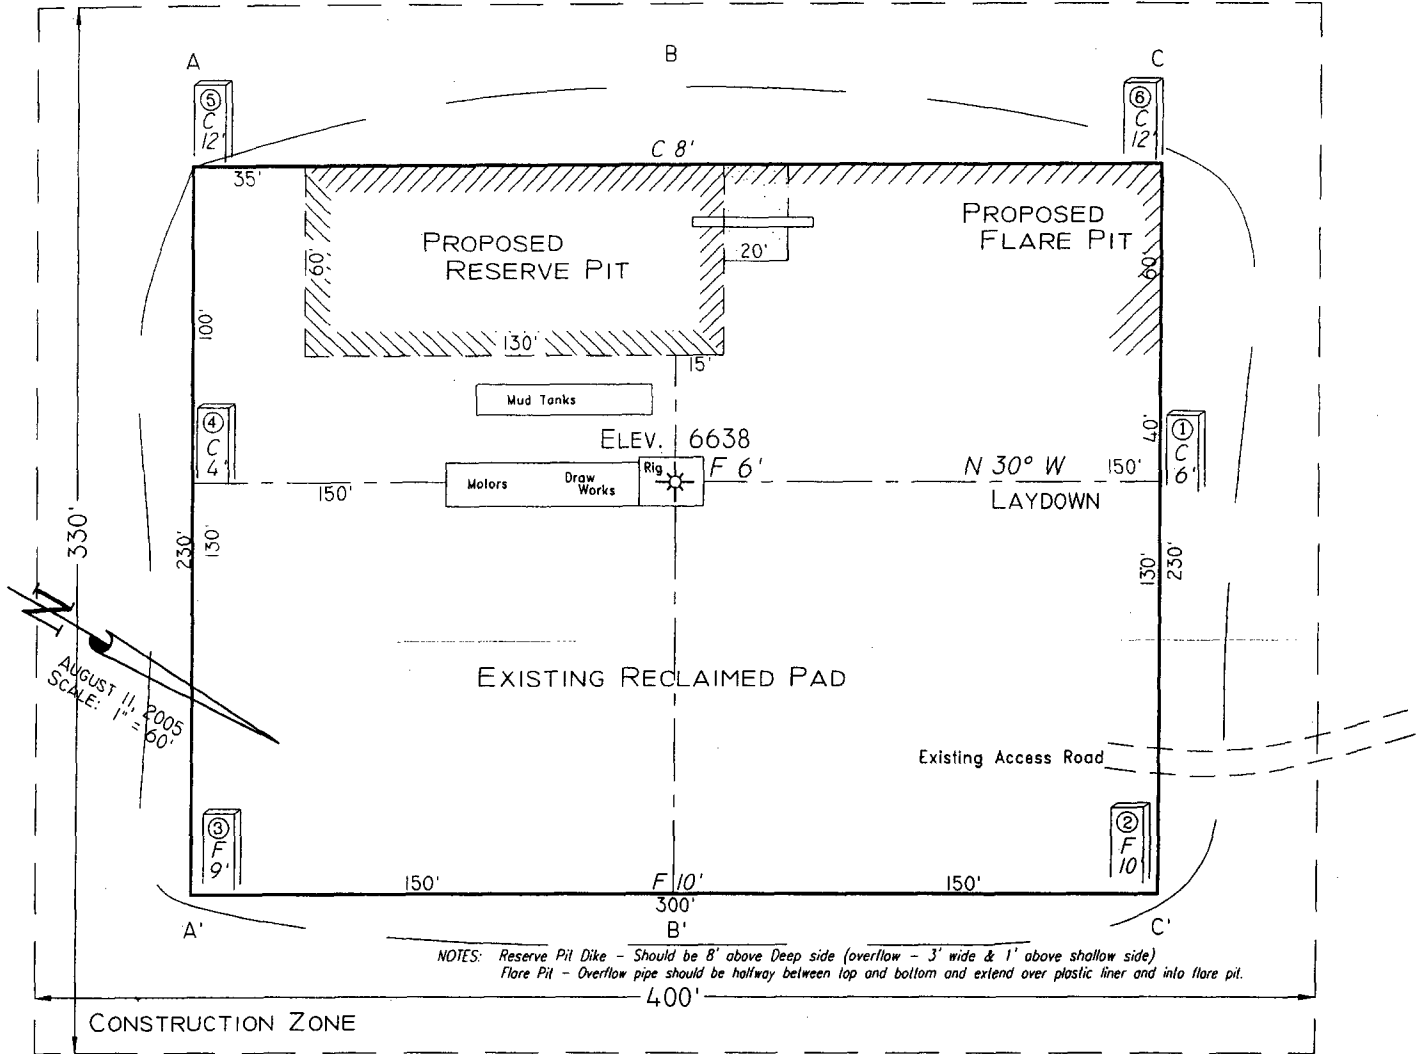 A
B
C
⑤
C
12'
⑥
C
12'
C 8'
35'
PROPOSED
RESERVE PIT
PROPOSED
FLARE PIT
60'
20'
60'
100'
130'
15'
Mud Tanks
④
C
4'
ELEV. 6638
40'
①
C
6'
Rig
F 6'
N 30° W
150'
Motors
Draw
Works
150'
LAYDOWN
330'
230'
130'
130'
230'
N
AUGUST 11, 2005
SCALE: 1" = 60'
EXISTING RECLAIMED PAD
Existing Access Road
③
F
9'
②
F
10
150'
F 10'
150'
300'
A'
B'
C'
NOTES: Reserve Pit Dike - Should be 8' above Deep side (overflow - 3' wide & 1' above shallow side)
Flare Pit - Overflow pipe should be halfway between top and bottom and extend over plastic liner and into flare pit.
400'
CONSTRUCTION ZONE